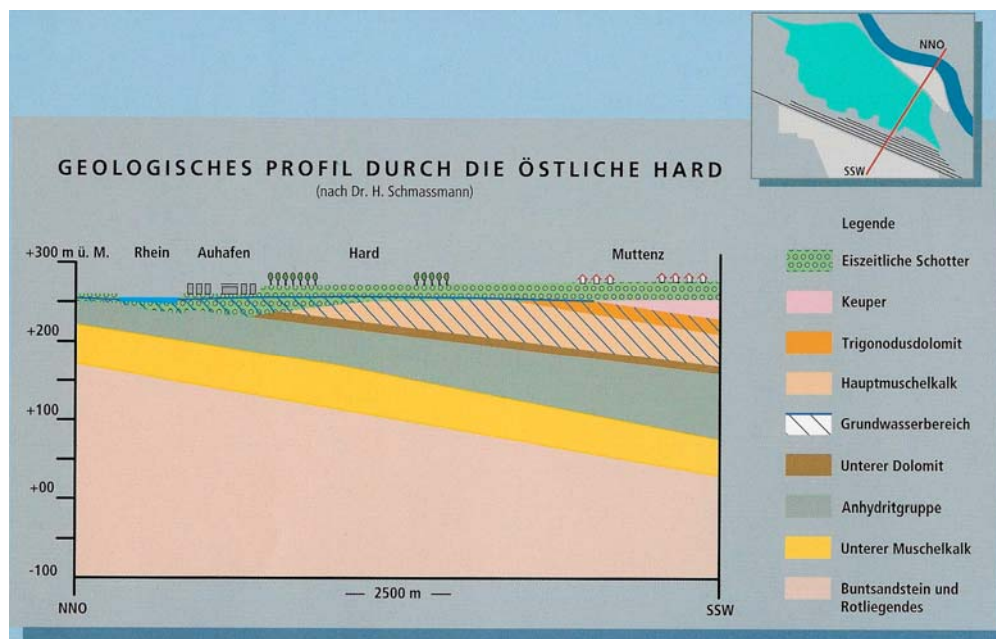 NNO
SSW
GEOLOGISCHES PROFIL DURCH DIE ÖSTLICHE HARD
(nach Dr. H. Schmassmann)
Legende
+300 m ü. M. Rhein Auhafen Hard Muttenz
Eiszeitliche Schotter
Keuper
+200
Trigonodusdolomit
Hauptmuschelkalk
+100
Grundwasserbereich
Unterer Dolomit
+00
Anhydritgruppe
Unterer Muschelkalk
-100
Buntsandstein und
Rotliegendes
NNO — 2500 m — SSW